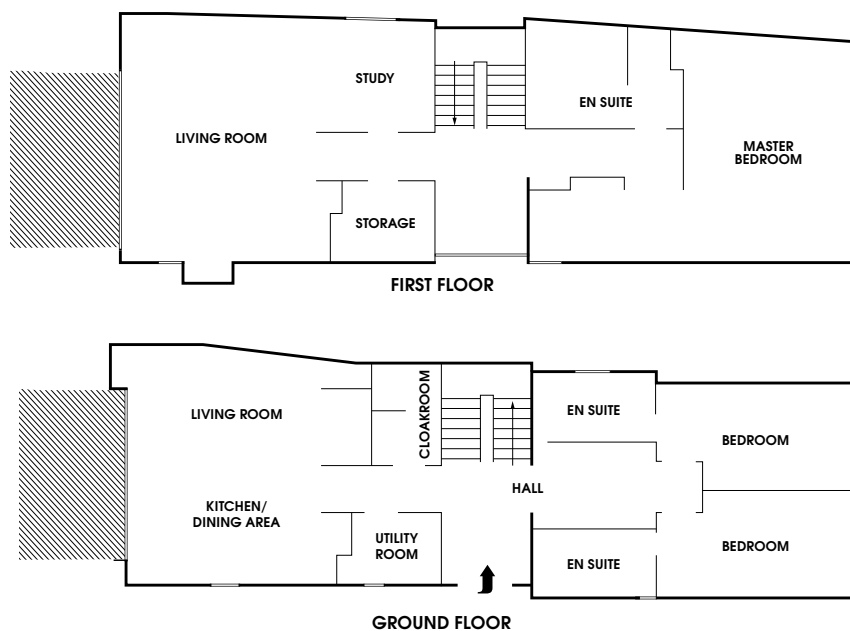 STUDY
EN SUITE
LIVING ROOM
MASTER
BEDROOM
STORAGE
FIRST FLOOR
LIVING ROOM
CLOAKROOM
EN SUITE
BEDROOM
HALL
KITCHEN/
DINING AREA
UTILITY
ROOM
BEDROOM
EN SUITE
GROUND FLOOR